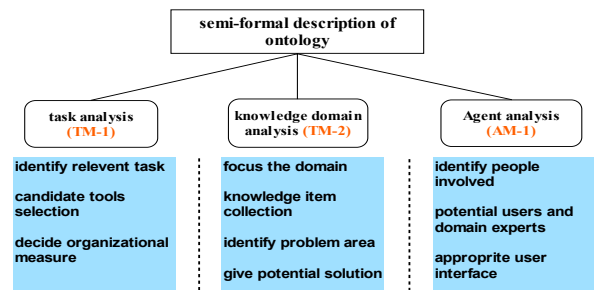 semi-formal description of
ontology
task analysis
(TM-1)
knowledge domain
analysis (TM-2)
Agent analysis
(AM-1)
identify relevent task
candidate tools
selection
decide organizational
measure
focus the domain
knowledge item
collection
identify problem area
give potential solution
identify people
involved
potential users and
domain experts
approprite user
interface